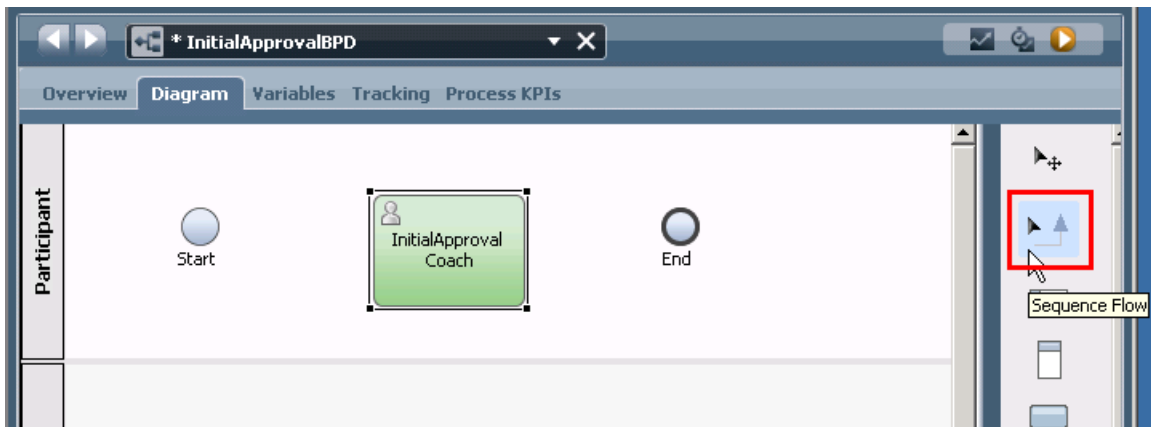 * InitialApprovalBPD
Overview Diagram Variables Tracking Process KPIs
Participant
Start
InitialApproval
Coach
End
Sequence Flow